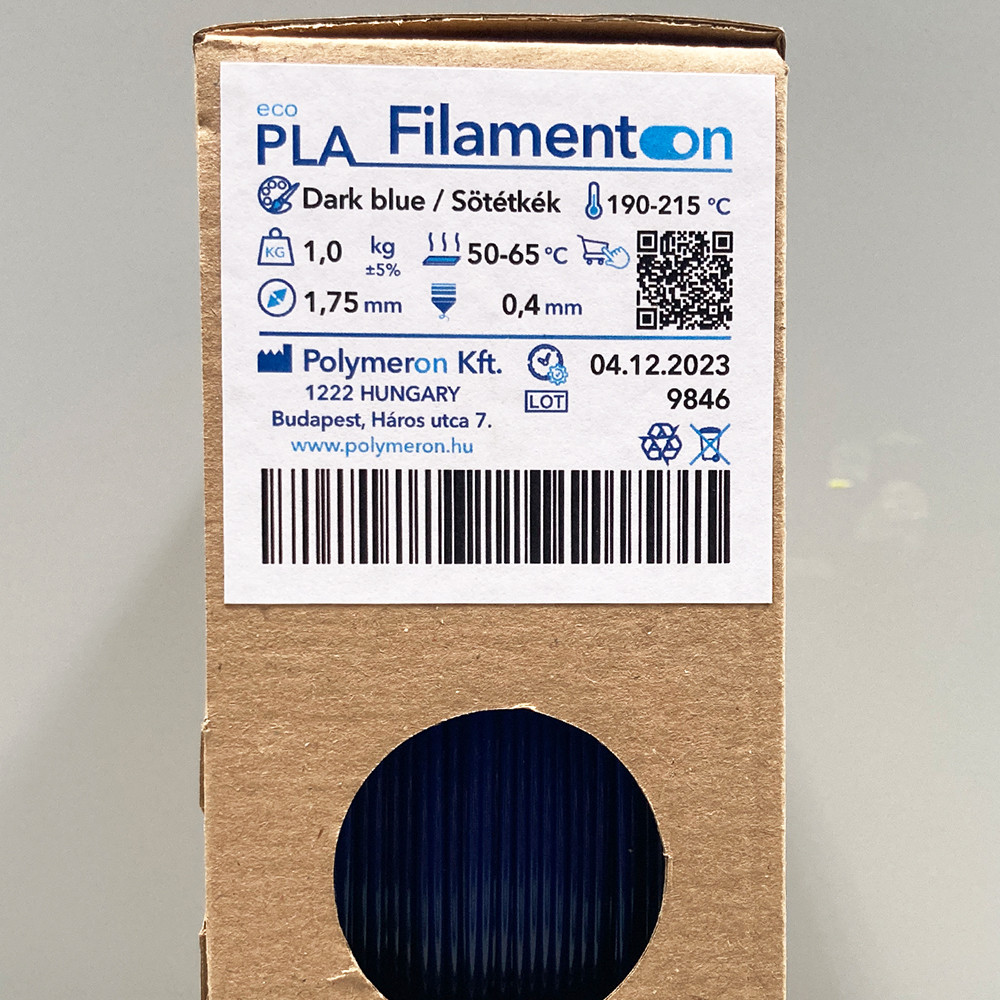 eco
PLA Filamenton
Dark blue / Sötétkék 190-215 °C
KG 1,0 kg ±5% 50-65 °C
1,75 mm 0,4 mm
Polymeron Kft. 04.12.2023
1222 HUNGARY LOT 9846
Budapest, Háros utca 7.
www.polymeron.hu